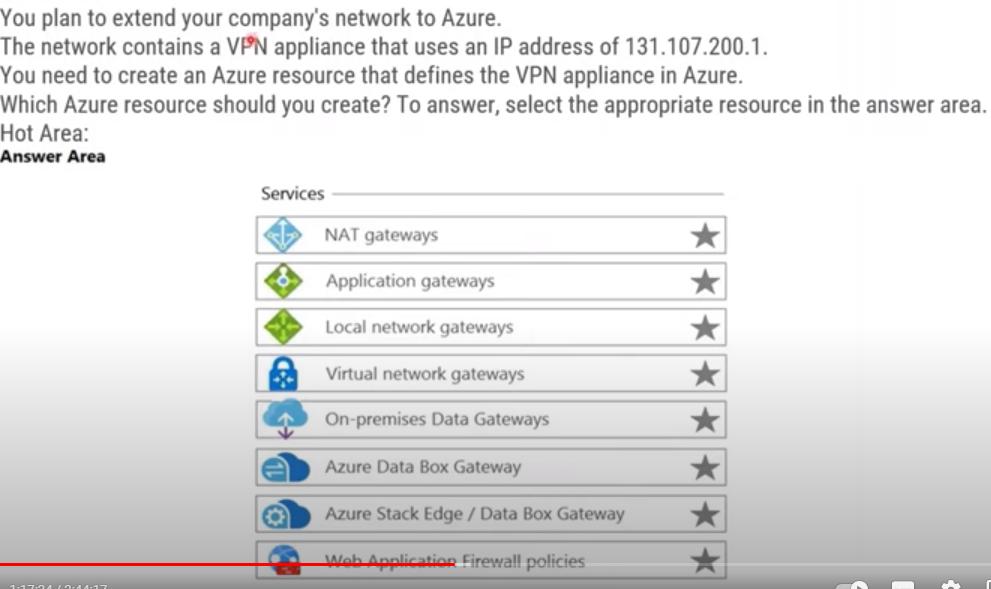 You plan to extend your company's network to Azure.
The network contains a VPN appliance that uses an IP address of 131.107.200.1.
You need to create an Azure resource that defines the VPN appliance in Azure.
Which Azure resource should you create? To answer, select the appropriate resource in the answer area.
Hot Area:
Answer Area
Services
NAT gateways
Application gateways
Local network gateways
Virtual network gateways
On-premises Data Gateways
Azure Data Box Gateway
Azure Stack Edge / Data Box Gateway
Web Application Firewall policies